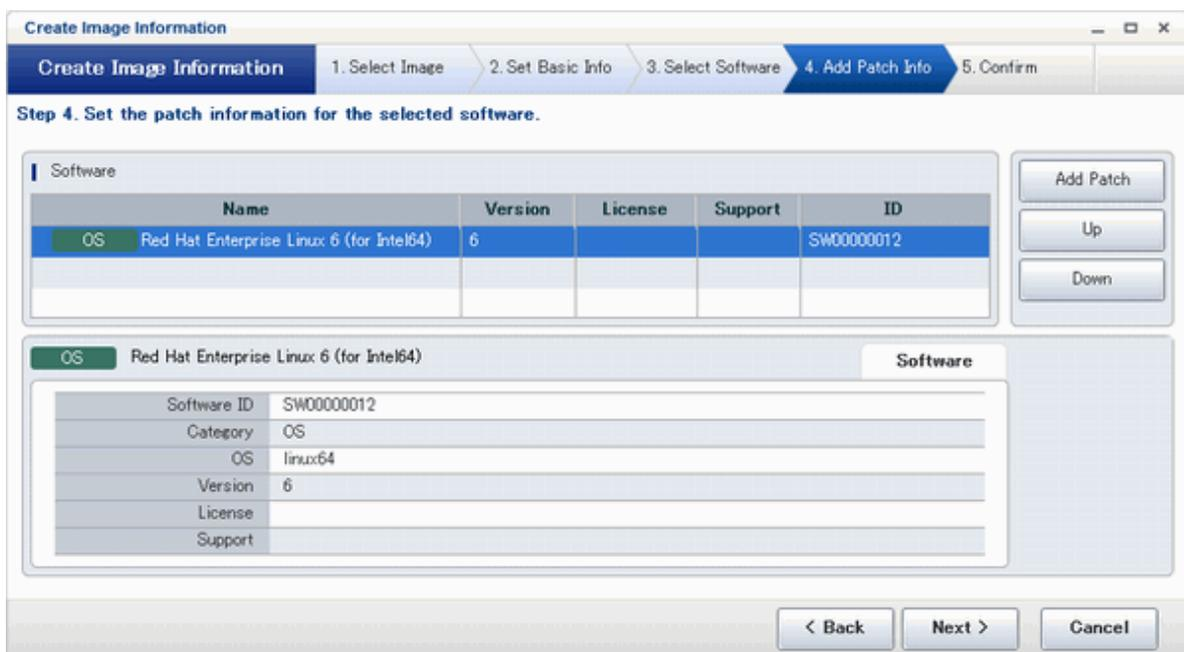 Create Image Information
Create Image Information 1. Select Image 2. Set Basic Info 3. Select Software 4. Add Patch Info 5. Confirm
Step 4. Set the patch information for the selected software.
Software
Name Version License Support ID
OS Red Hat Enterprise Linux 6 (for Intel64) 6 SW00000012
Add Patch
Up
Down
OS Red Hat Enterprise Linux 6 (for Intel64) Software
Software ID SW00000012
Category OS
OS linux64
Version 6
License
Support
< Back Next > Cancel